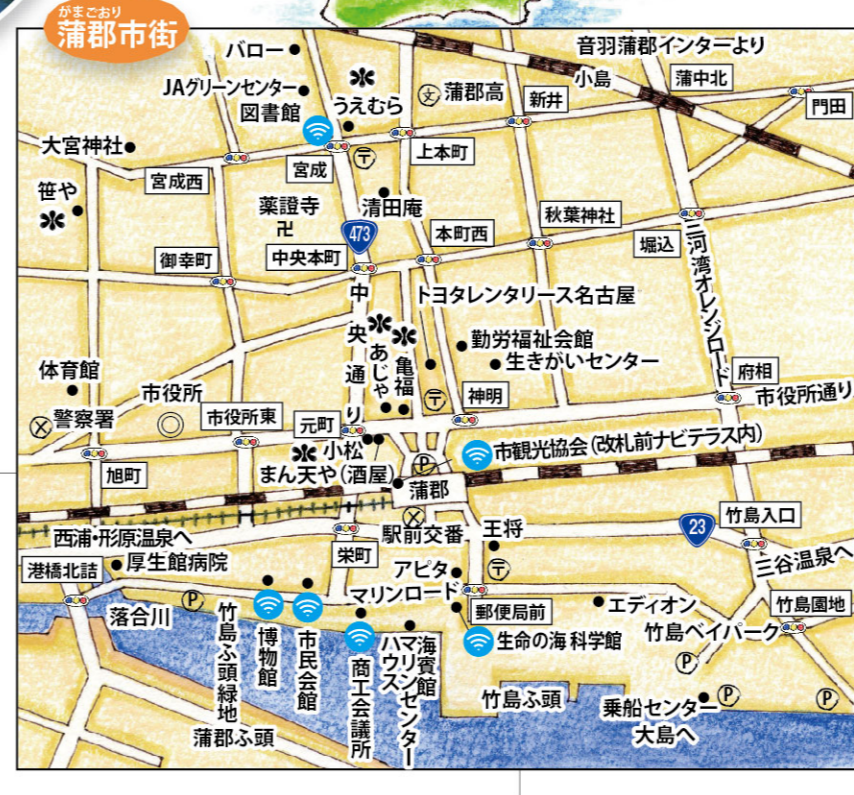 がまごおり
蒲郡市街
バロー
音羽蒲郡インターより
JAグリーンセンター
小島
蒲中北
図書館
うえむら
文
蒲郡高
新井
門田
大宮神社
〒
上本町
宮成西
宮成
笹や
薬證寺
卍
清田庵
秋葉神社
473
本町西
堀込
御幸町
中央本町
三河湾オレンジロード
中央通り
トヨタレンタリース名古屋
あじゃ
亀福
勤労福祉会館
生きがいセンター
体育館
市役所
〒
神明
府相
市役所通り
警察署
市役所東
元町
小松
市観光協会(改札前ナビテラス内)
旭町
まん天や(酒屋)
P
蒲郡
西浦・形原温泉へ
駅前交番
王将
23
竹島入口
栄町
港橋北詰
厚生館病院
アピタ
〒
三谷温泉へ
マリンロード
郵便局前
エディオン
竹島園地
落合川
P
竹島ふ頭緑地
博物館
市民会館
商工会議所
海賓館
マリンセンター
ハウス
生命の海科学館
竹島ベイパーク
P
竹島ふ頭
乗船センター
P
P
蒲郡ふ頭
大島へ